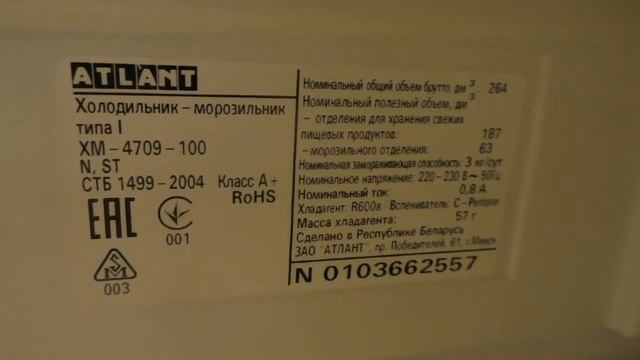 ATLANT
Холодильник - морозильник
типа I
ХМ - 4709 - 100
N, ST
СТБ 1499 - 2004 Класс А +
RoHS
EAC
001
003
Номинальный общий объем брутто, дм³: 264
Номинальный полезный объем, дм³:
- отделения для хранения свежих
пищевых продуктов: 187
- морозильного отделения: 63
Номинальная замораживающая способность: 3 кг/сут
Номинальное напряжение: 220 - 230 В ~ 50Гц
Номинальный ток: 0,8 А
Хладагент: R600a / Вспениватель: C - Pentane
Масса хладагента: 57 г
Сделано в Республике Беларусь
ЗАО "АТЛАНТ", пр. Победителей, 61, г.Минск
N 0103662557